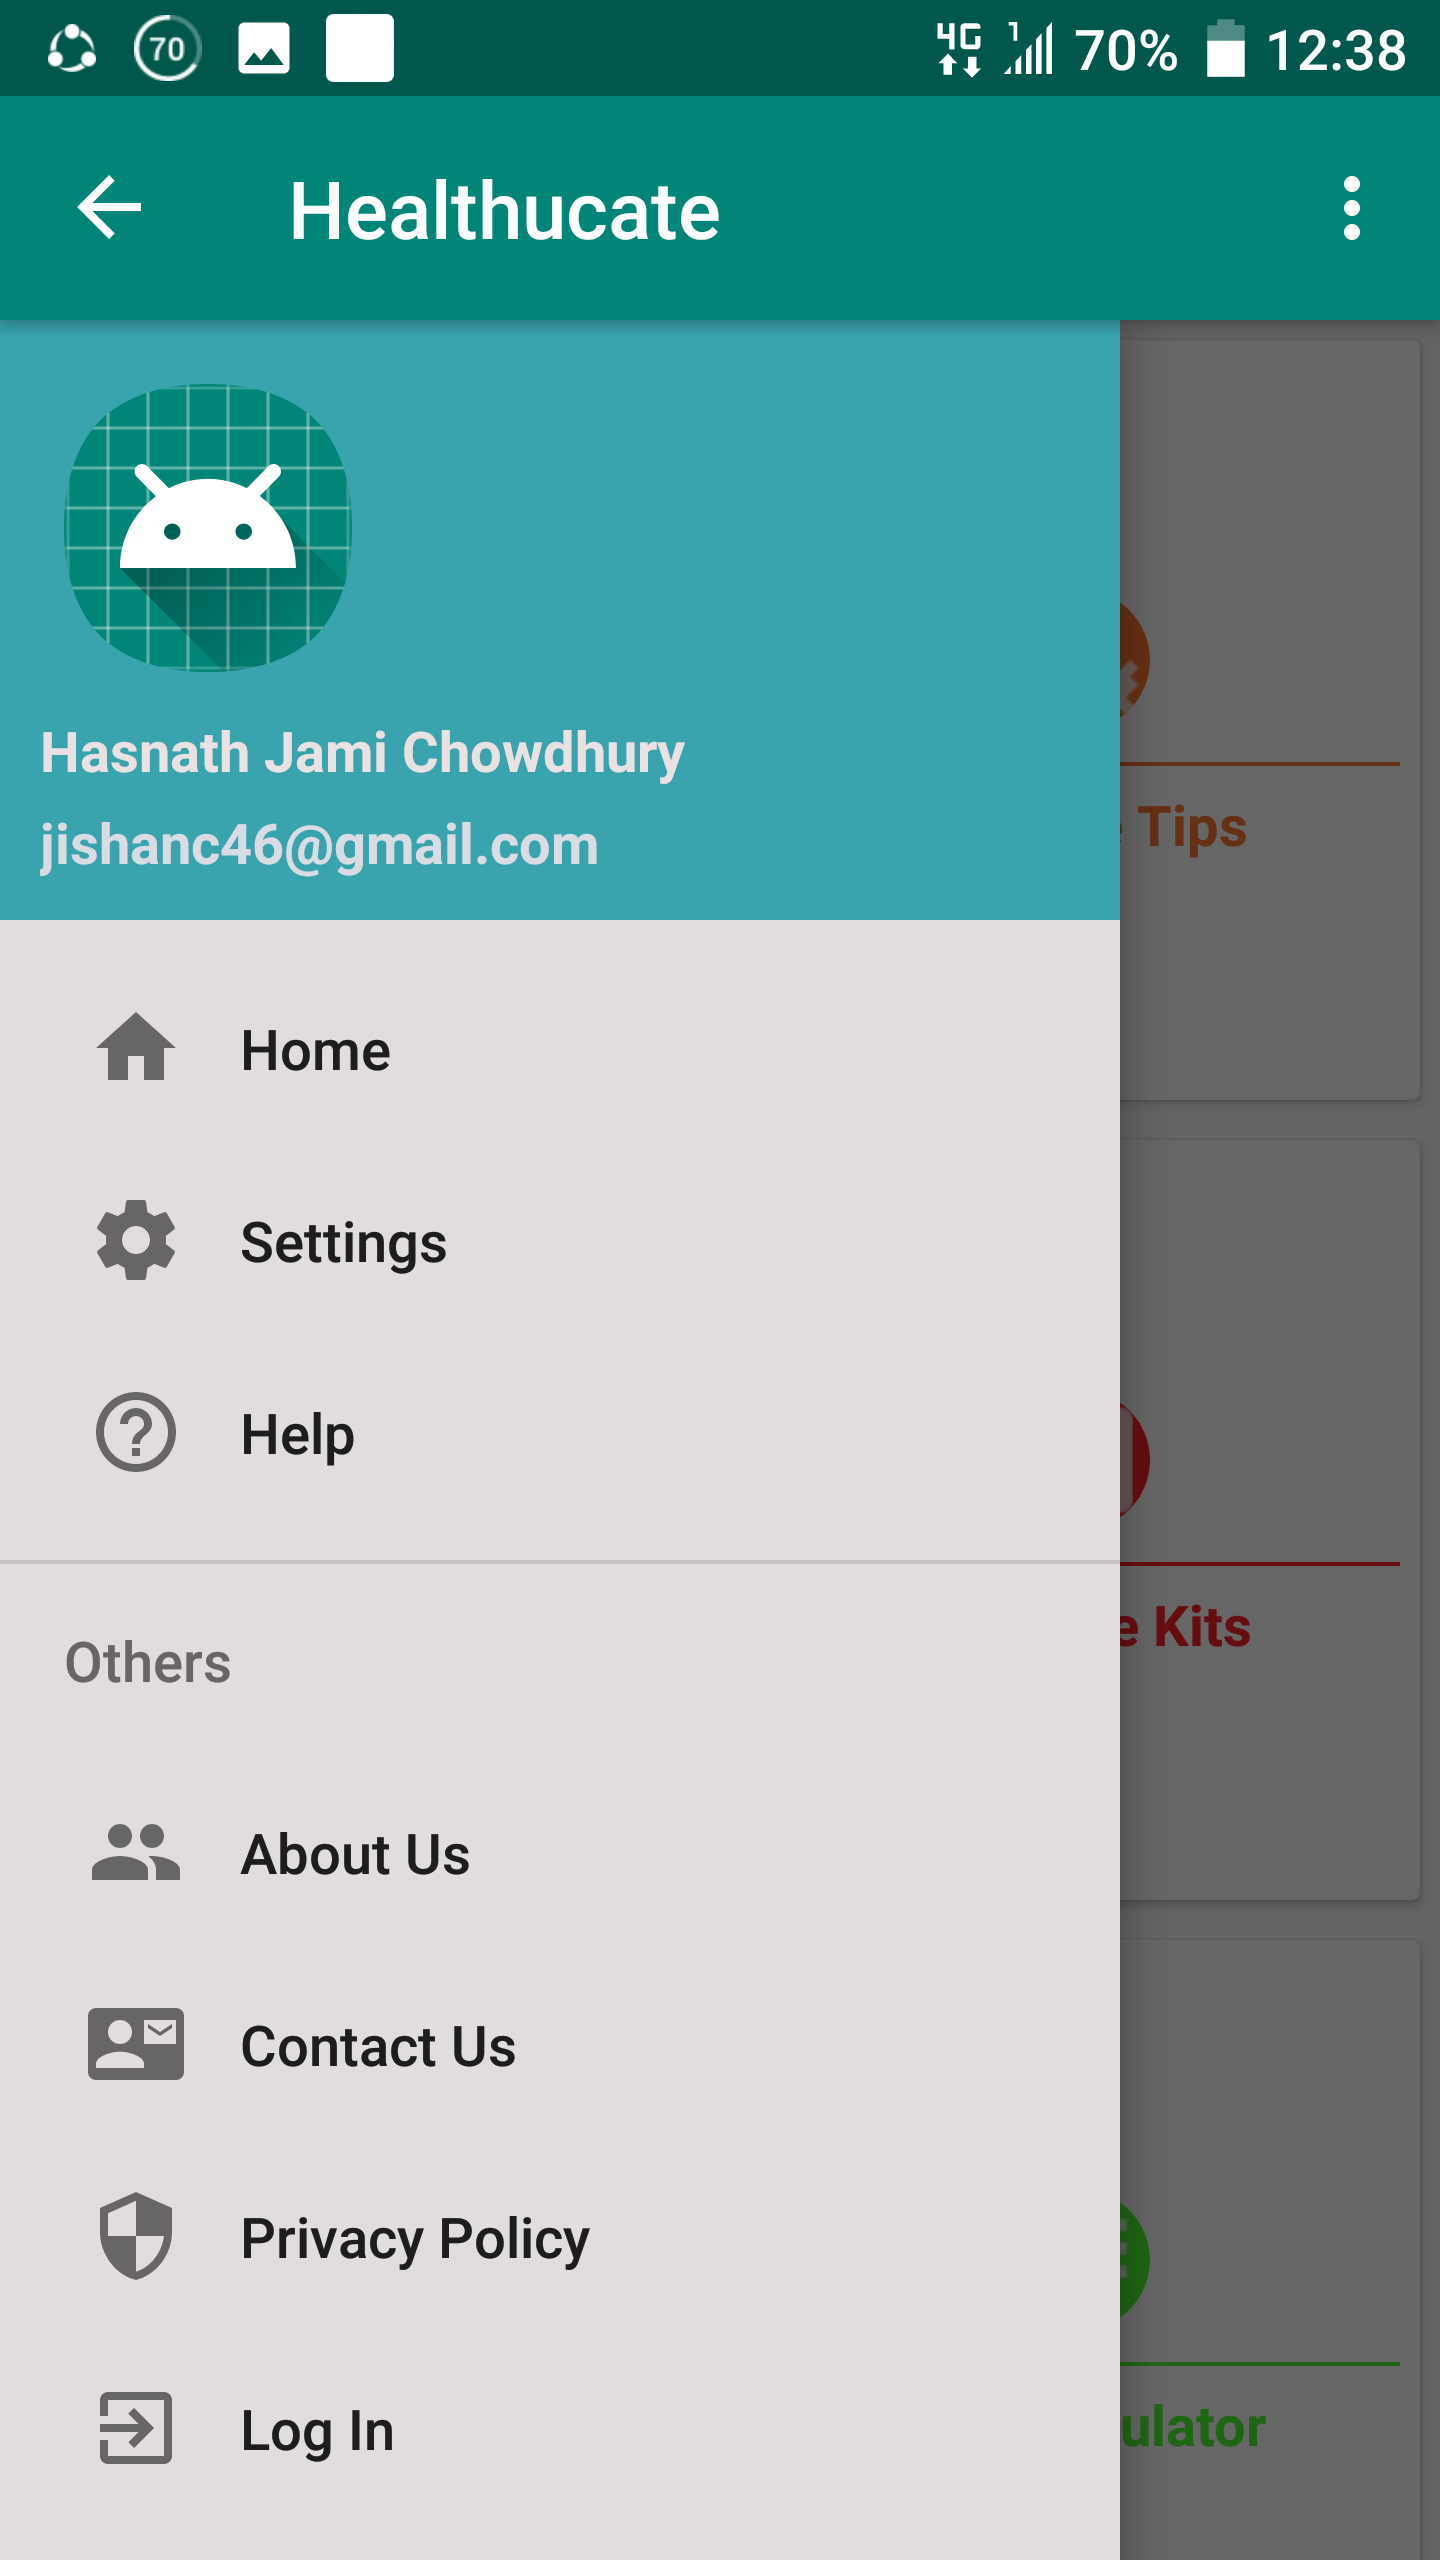 70 4G 1 70% 12:38
Healthucate
Hasnath Jami Chowdhury
jishanc46@gmail.com
Tips
Home
Settings
Help
Kits
Others
About Us
Contact Us
Privacy Policy
Log In
ulator